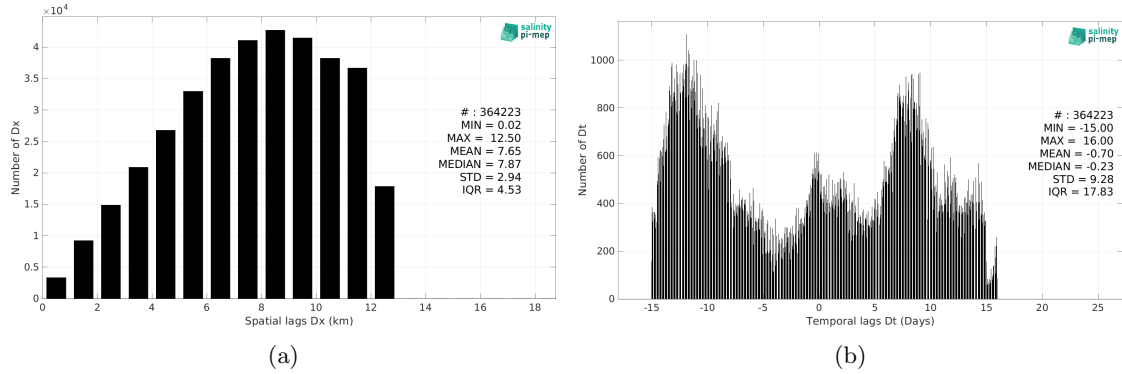 ×10⁴
4
3.5
3
2.5
2
1.5
1
0.5
0
Number of Dx
0 2 4 6 8 10 12 14 16 18
Spatial lags Dx (km)
salinity
pi-mep
# : 364223
MIN = 0.02
MAX = 12.50
MEAN = 7.65
MEDIAN = 7.87
STD = 2.94
IQR = 4.53
(a)
1000
800
600
400
200
0
Number of Dt
-15 -10 -5 0 5 10 15 20 25
Temporal lags Dt (Days)
salinity
pi-mep
# : 364223
MIN = -15.00
MAX = 16.00
MEAN = -0.70
MEDIAN = -0.23
STD = 9.28
IQR = 17.83
(b)